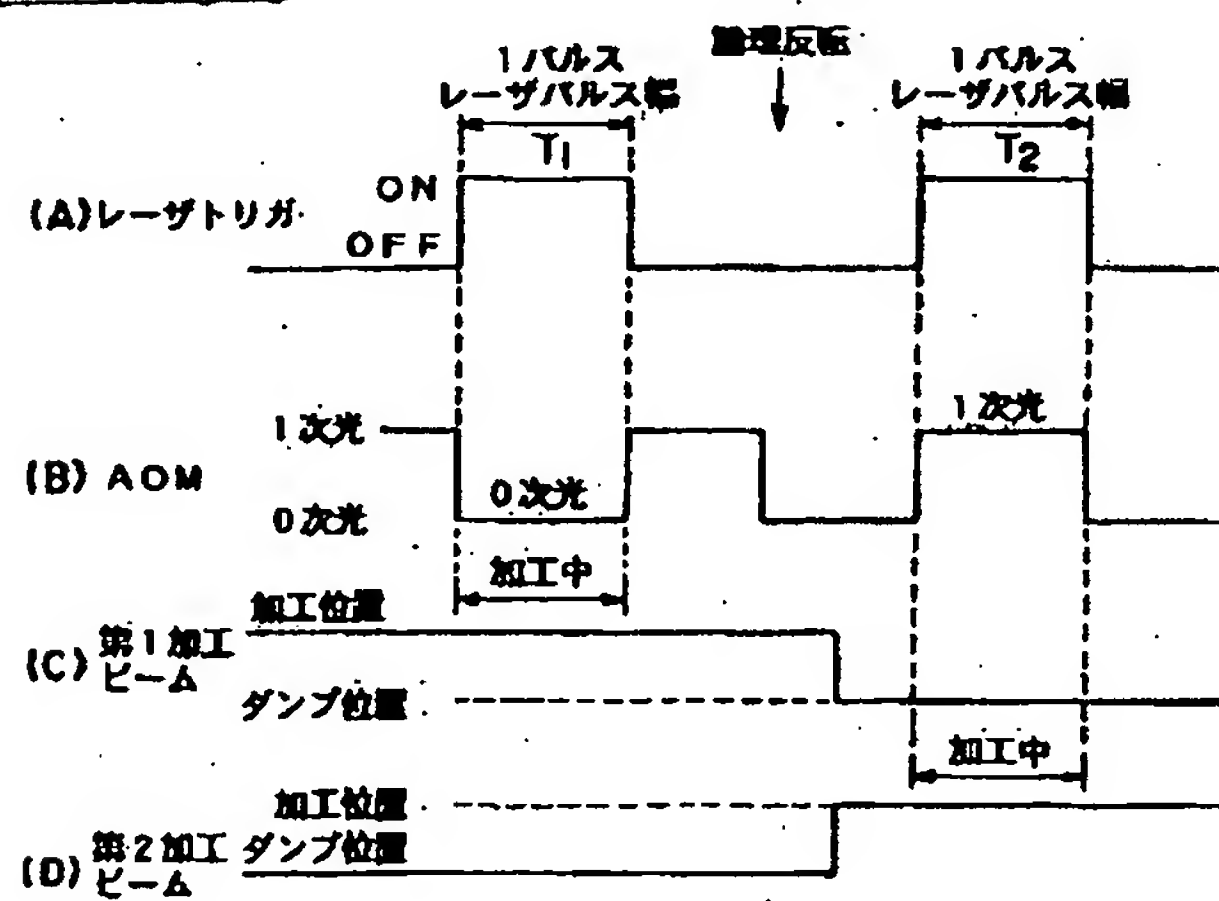 論理反転
1パルス
レーザパルス幅
1パルス
レーザパルス幅
T1
T2
(A)レーザトリガ
ON
OFF
(B) AOM
1次光
0次光
0次光
1次光
加工中
(C) 第1加工
ビーム
加工位置
ダンプ位置
加工中
(D) 第2加工
ビーム
加工位置
ダンプ位置